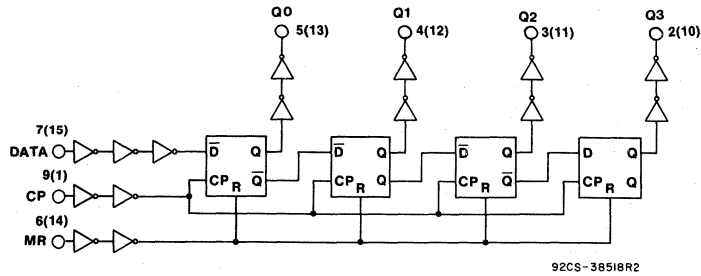 Q0 Q1 Q2 Q3
5(13) 4(12) 3(11) 2(10)
7(15)
DATA D̅ Q D̅ Q D̅ Q D Q
9(1)
CP CP R Q̅ CP R Q CP R Q̅ CP R Q
6(14)
MR
92CS-38518R2